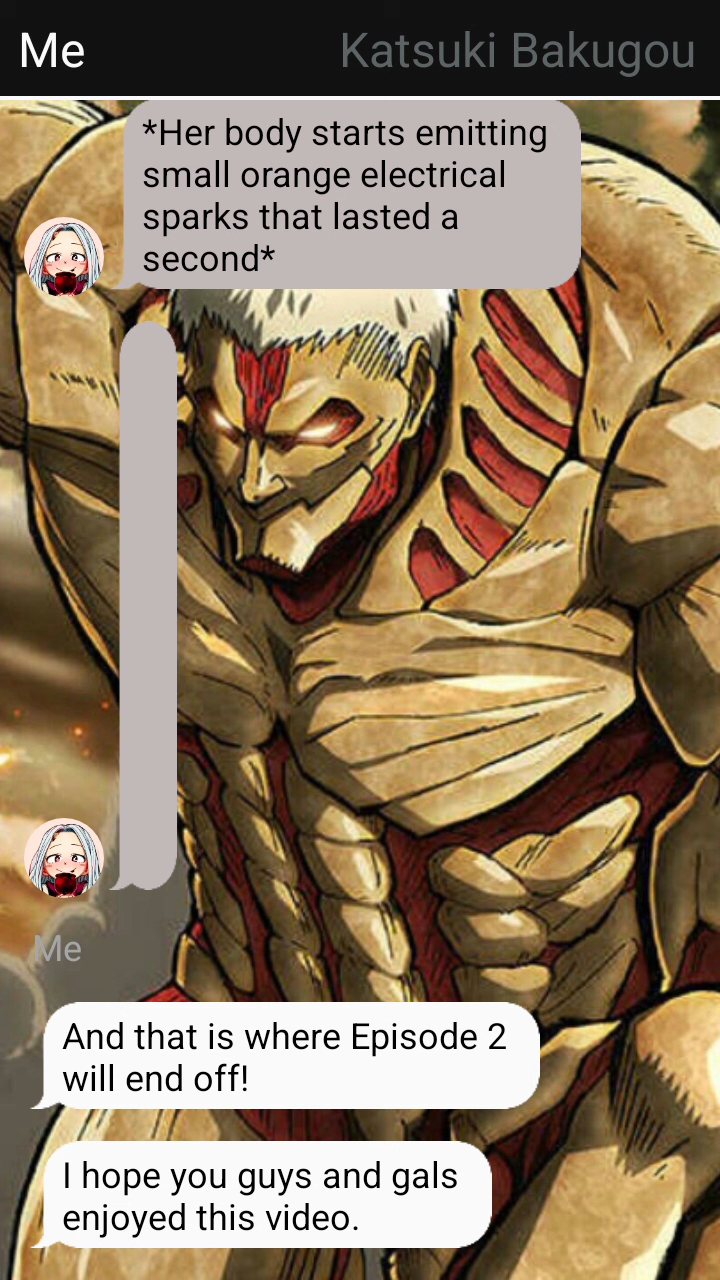 Me
Katsuki Bakugou
*Her body starts emitting
small orange electrical
sparks that lasted a
second*
Me
And that is where Episode 2
will end off!
I hope you guys and gals
enjoyed this video.